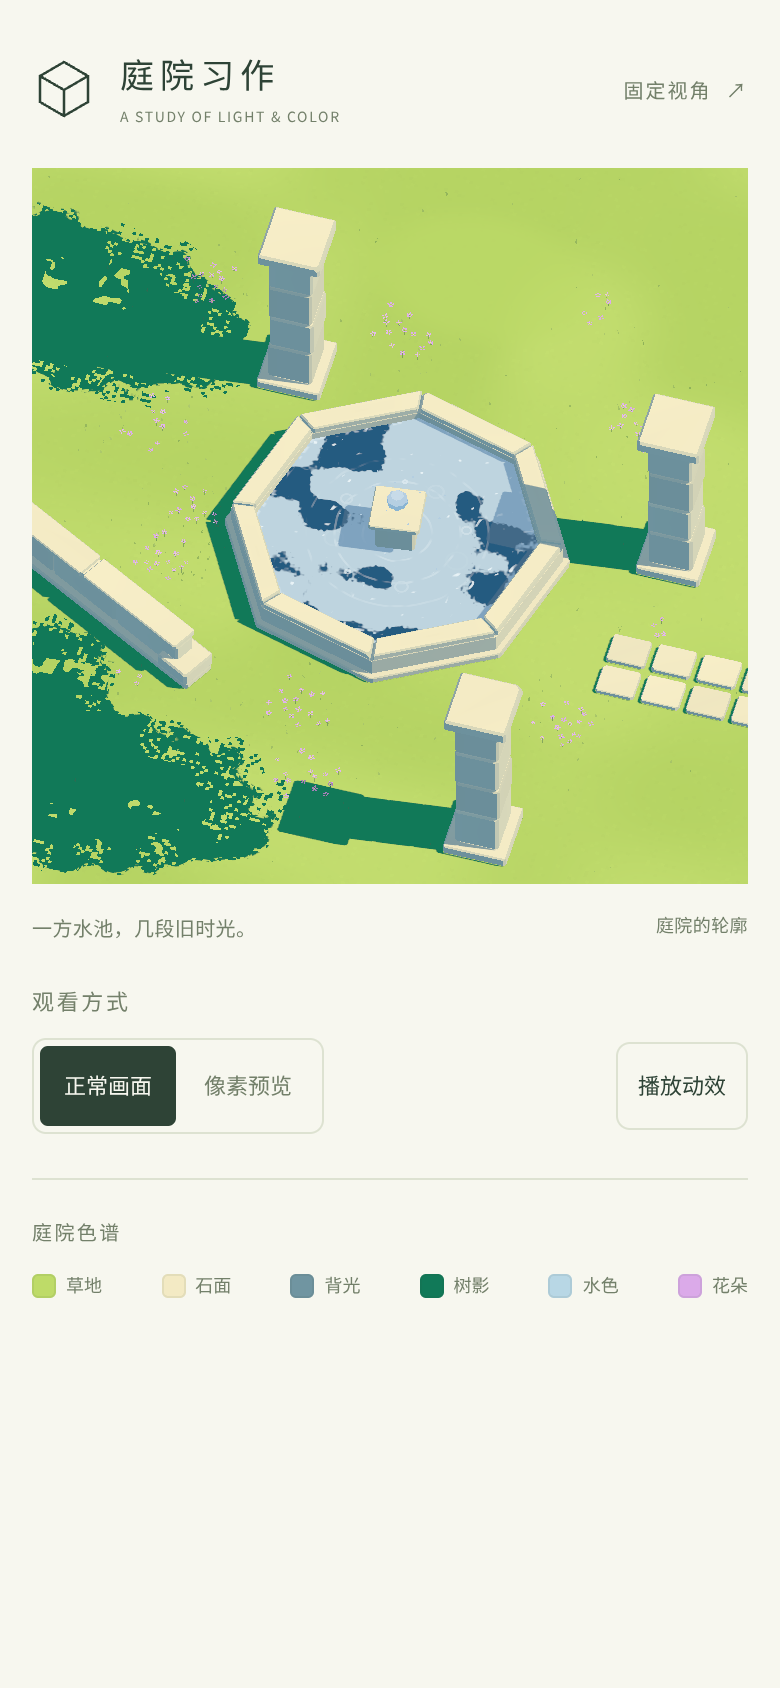 庭院习作
A STUDY OF LIGHT & COLOR
固定视角 ↗
一方水池，几段旧时光。
庭院的轮廓
观看方式
正常画面
像素预览
播放动效
庭院色谱
草地
石面
背光
树影
水色
花朵